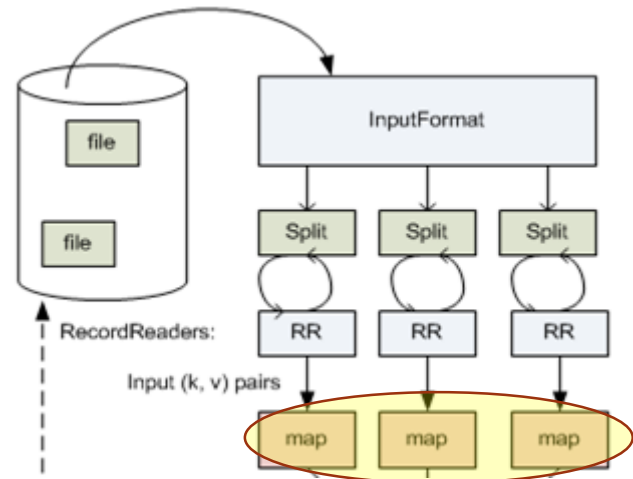 file
InputFormat
file
Split Split Split
RecordReaders: RR RR RR
Input (k, v) pairs
map map map